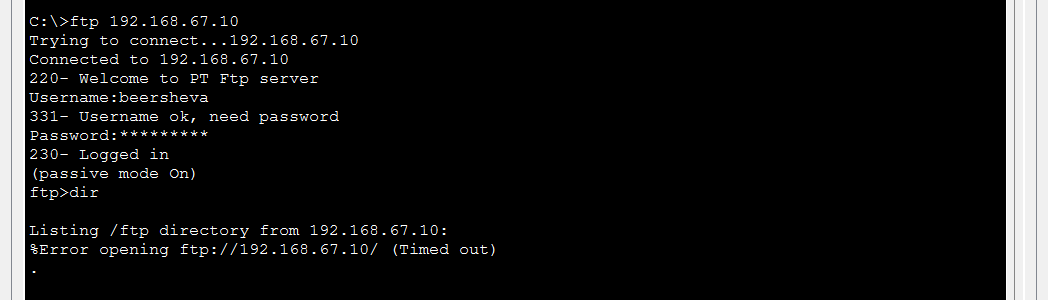 C:\>ftp 192.168.67.10
Trying to connect...192.168.67.10
Connected to 192.168.67.10
220- Welcome to PT Ftp server
Username:beersheva
331- Username ok, need password
Password:*********
230- Logged in
(passive mode On)
ftp>dir
Listing /ftp directory from 192.168.67.10:
%Error opening ftp://192.168.67.10/ (Timed out)
.